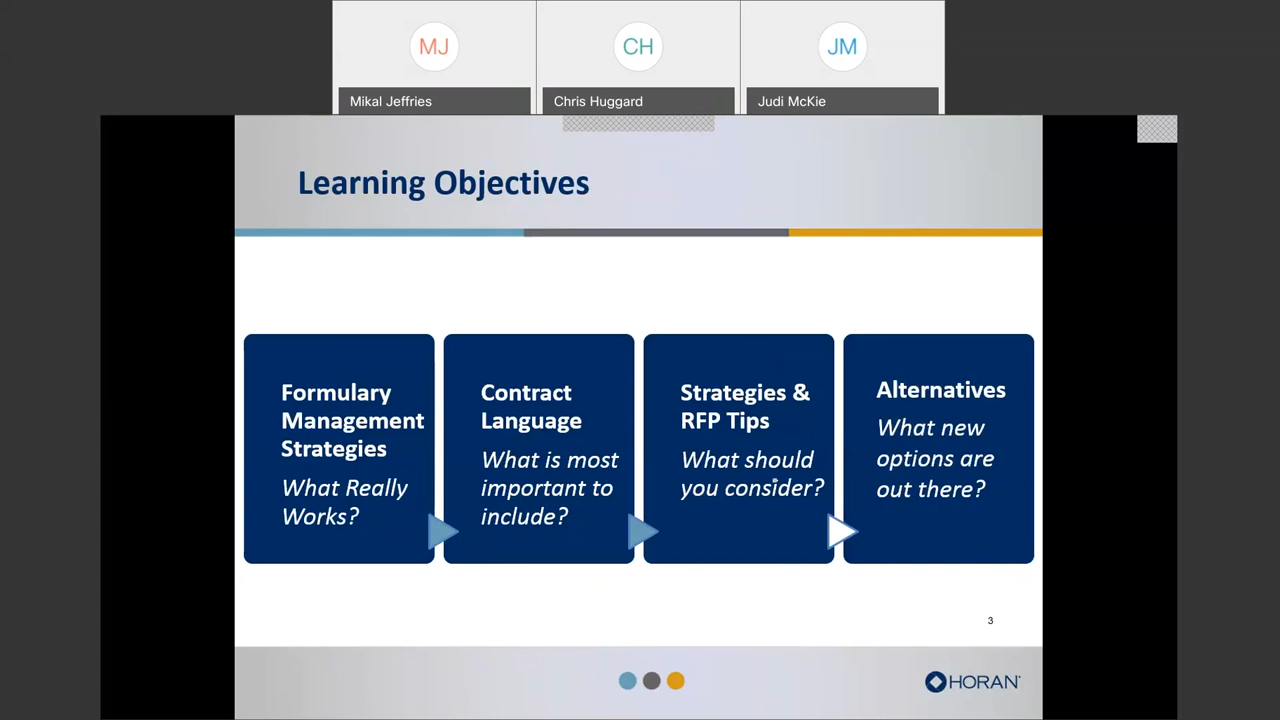 MJ
CH
JM
Mikal Jeffries
Chris Huggard
Judi McKie
Learning Objectives
Formulary
Management
Strategies
What Really
Works?
Contract
Language
What is most
important to
include?
Strategies &
RFP Tips
What should
you consider?
Alternatives
What new
options are
out there?
3
HORAN